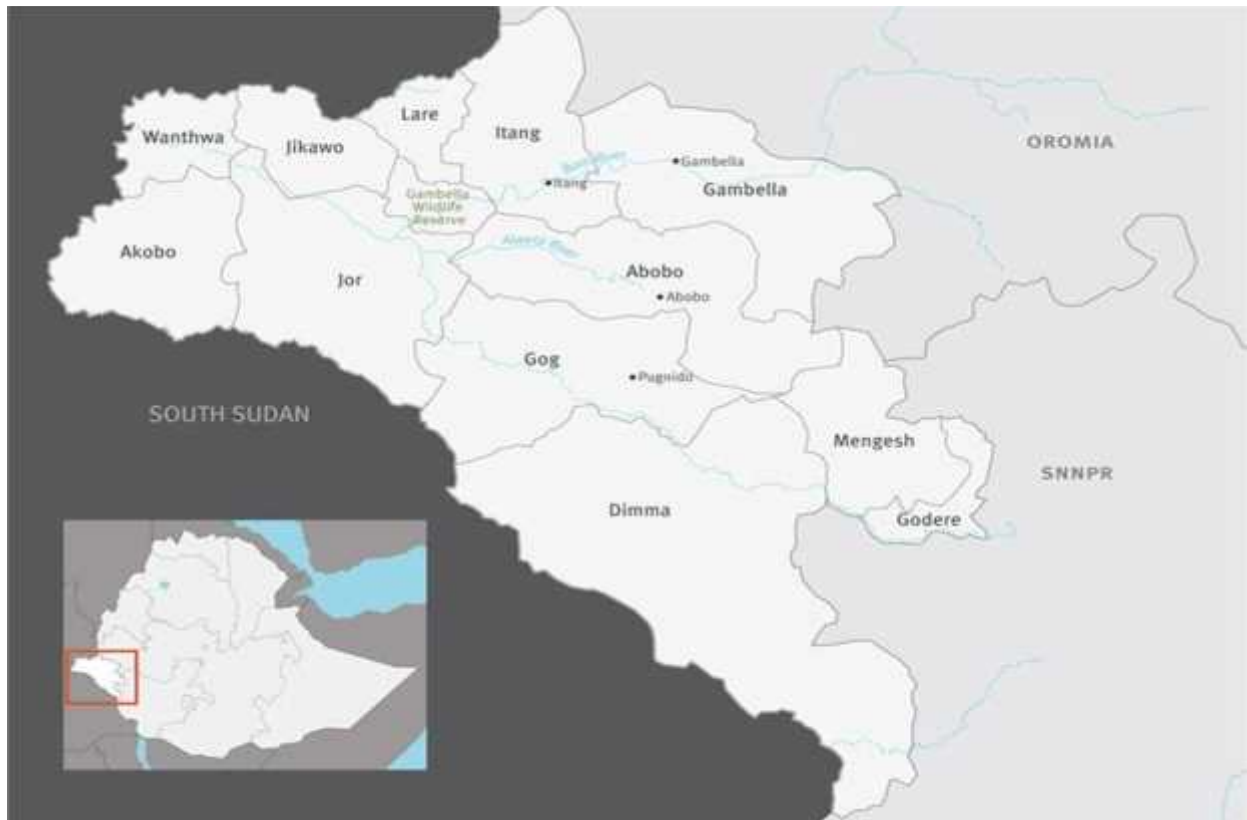 Lare
Itang
Wanthwa
Jikawo
OROMIA
Gambella
Itang
Gambella
Gambella
Wildlife
Reserve
Akobo
Jor
Abobo
Abobo
Gog
Pugnido
SOUTH SUDAN
Mengesh
SNNPR
Dimma
Godere